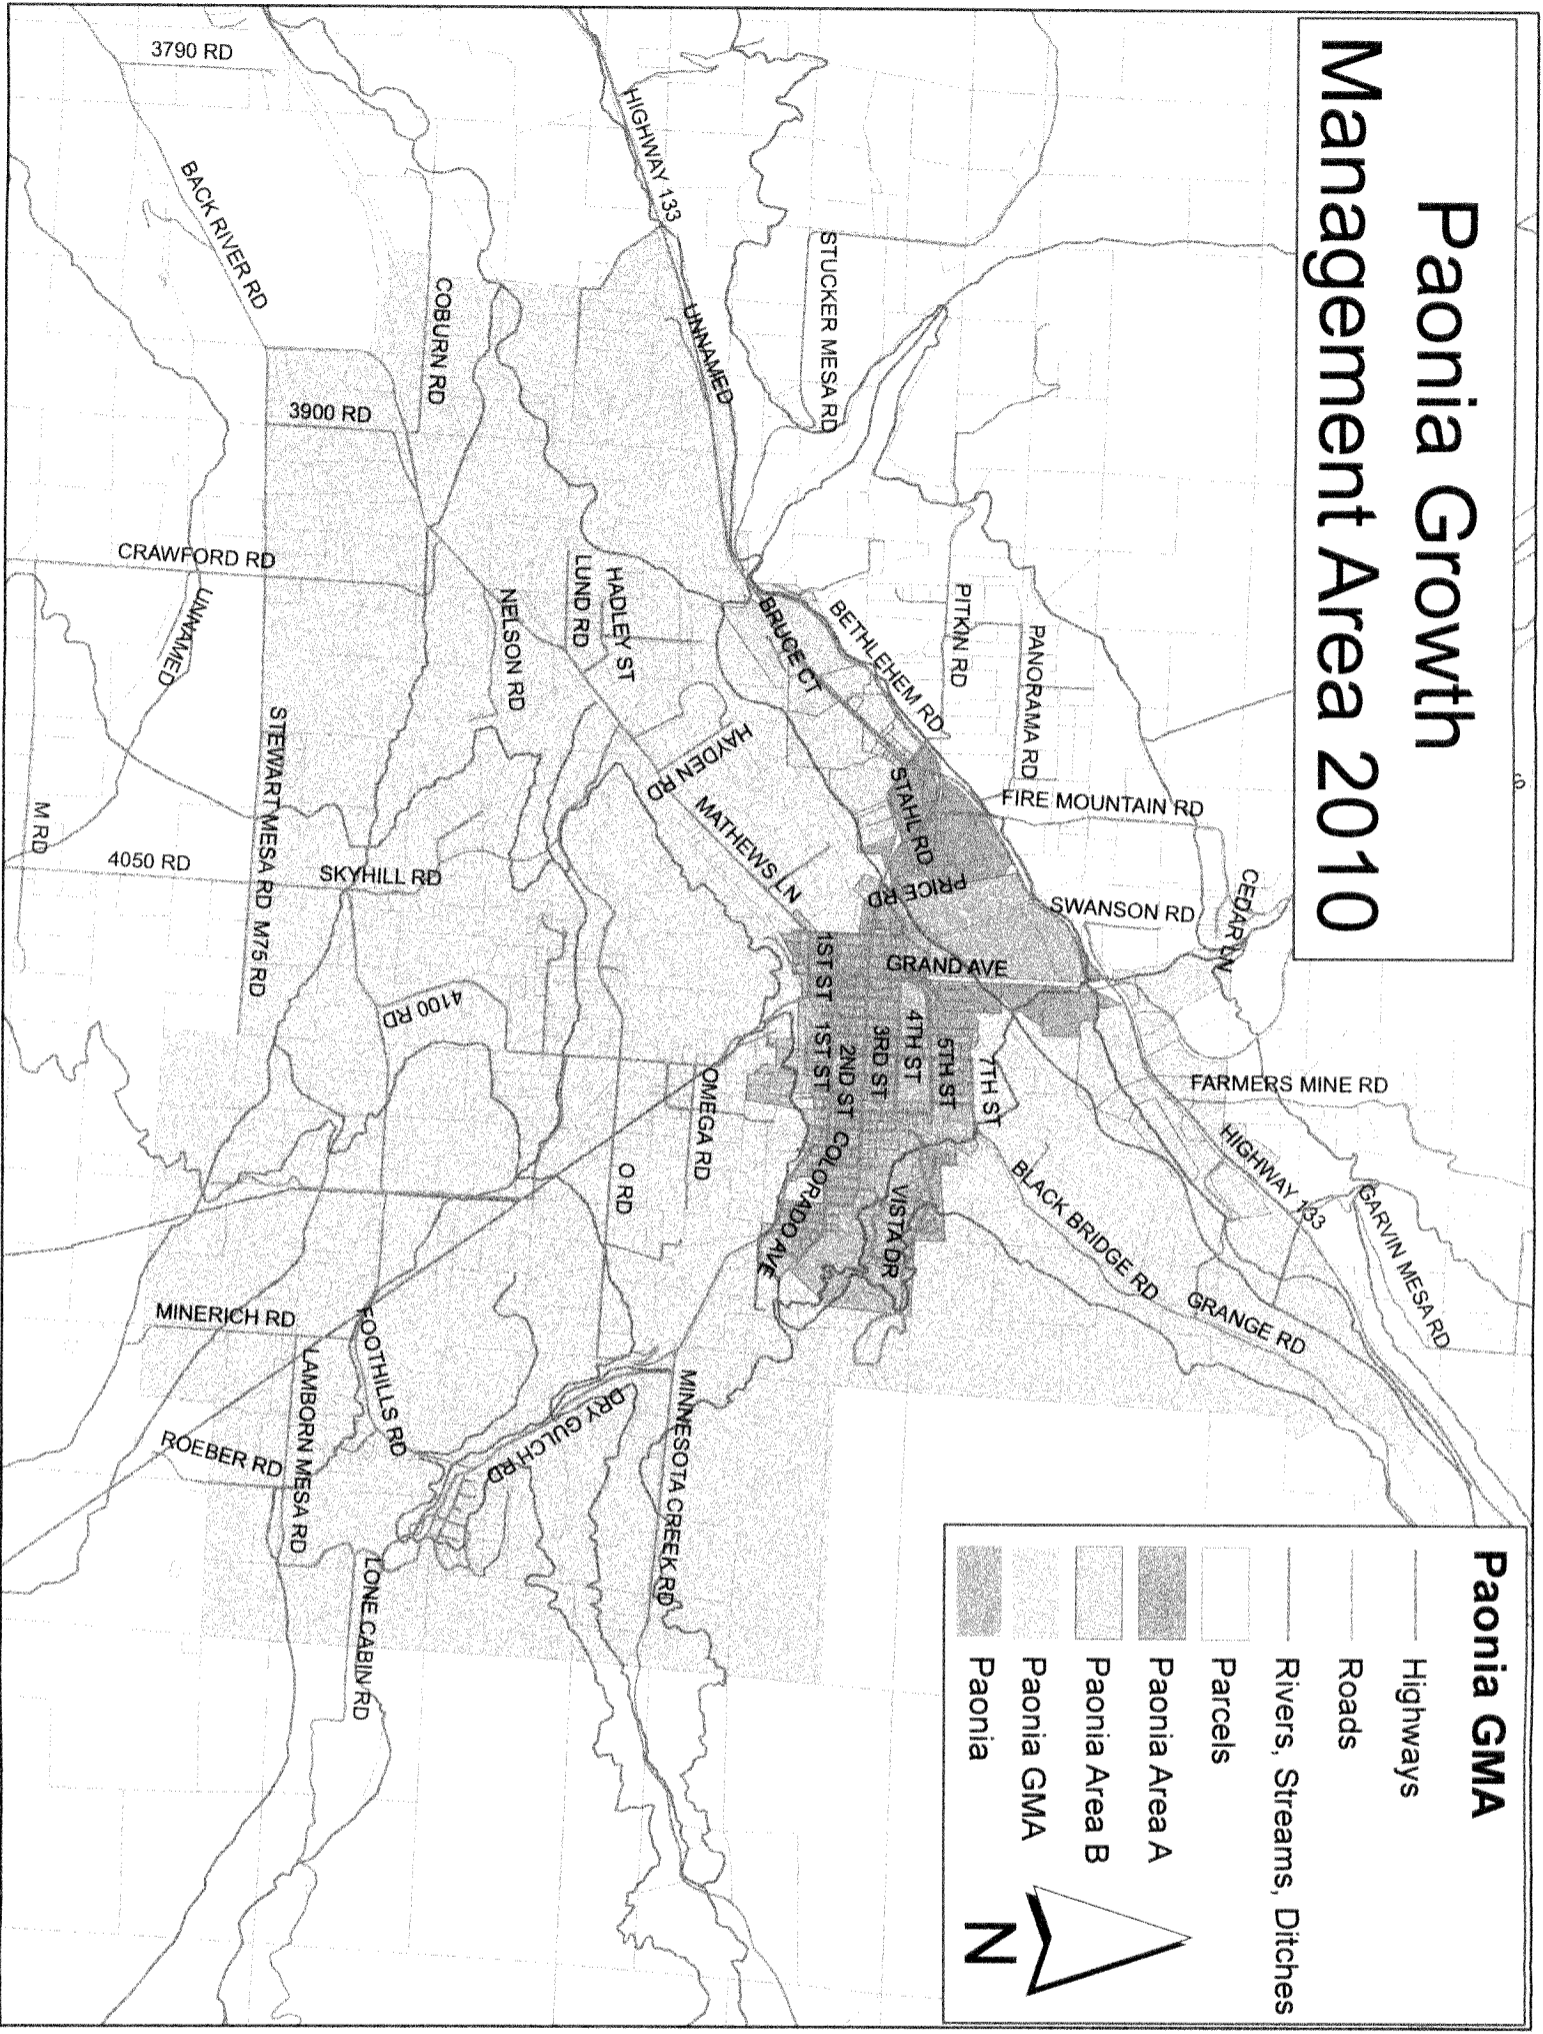 Paonia Growth
Management Area 2010
Paonia GMA
Highways
Roads
Rivers, Streams, Ditches
Parcels
Paonia Area A
Paonia Area B
Paonia GMA
Paonia
N
3790 RD
HIGHWAY 133
BACK RIVER RD
STUCKER MESA RD
COBURN RD
UNNAMED
3900 RD
CRAWFORD RD
UNNAMED
LUND RD
HADLEY ST
NELSON RD
BRUCE CT
BETHLEHEM RD
PITKIN RD
PANORAMA RD
HAYDEN RD
STEWART MESA RD
M RD
4050 RD
SKYHILL RD
MATHEWS LN
STAHL RD
FIRE MOUNTAIN RD
PRICE RD
CEDAR LN
SWANSON RD
M75 RD
1ST ST
GRAND AVE
4100 RD
1ST ST
2ND ST
3RD ST
4TH ST
5TH ST
7TH ST
FARMERS MINE RD
OMEGA RD
O RD
COLORADO AVE
VISTA DR
BLACK BRIDGE RD
HIGHWAY 133
GARVIN MESA RD
GRANGE RD
MINERICH RD
FOOTHILLS RD
LAMBORN MESA RD
ROEBER RD
DRY GULCH RD
MINNESOTA CREEK RD
LONE CABIN RD